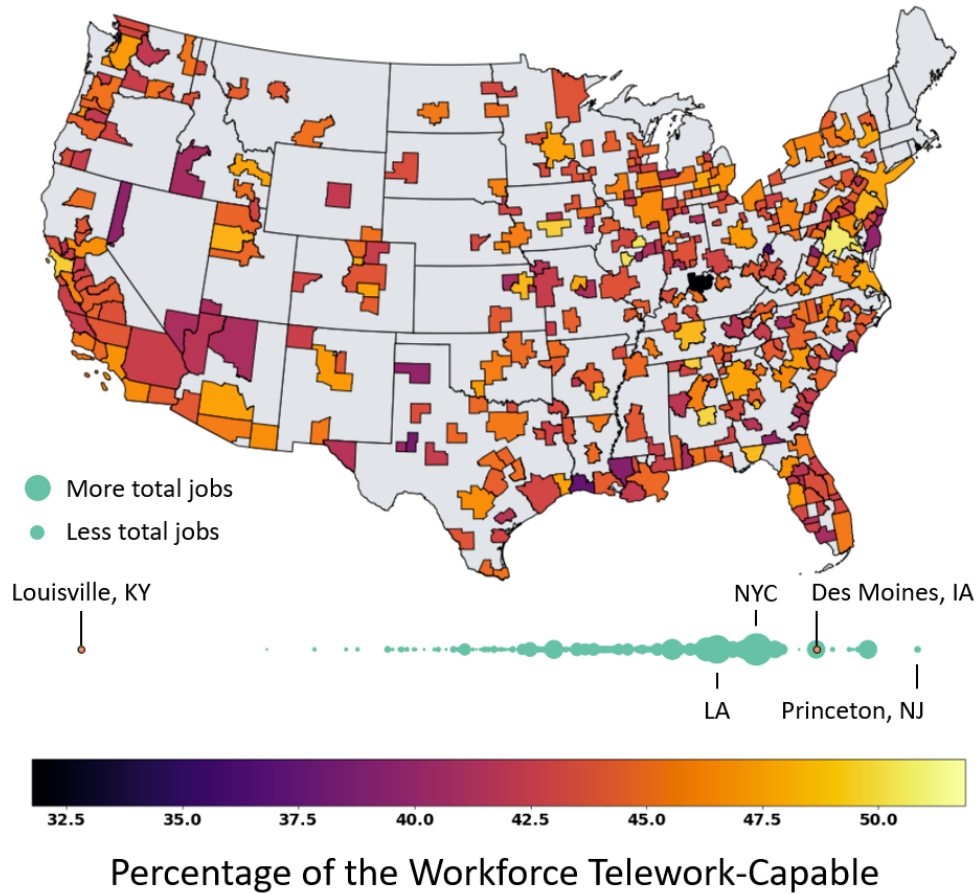 More total jobs
Less total jobs
Louisville, KY
NYC
Des Moines, IA
LA
Princeton, NJ
32.5 35.0 37.5 40.0 42.5 45.0 47.5 50.0
Percentage of the Workforce Telework-Capable